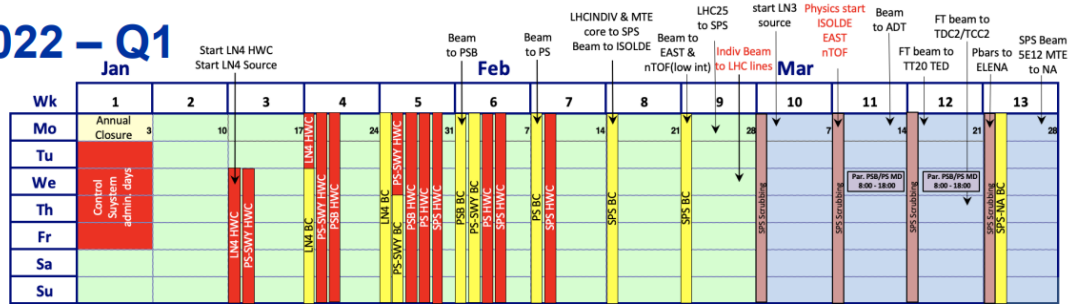 022 – Q1
Start LN4 HWC
Start LN4 Source
Beam
to PSB
Beam
to PS
LHCINDIV & MTE
core to SPS
Beam to ISOLDE
Beam to
EAST &
nTOF(low int)
LHC25
to SPS
Indiv Beam
to LHC lines
start LN3
source
Physics start
ISOLDE
EAST
nTOF
Beam
to ADT
FT beam to
TT20 TED
FT beam to
TDC2/TCC2
Pbars to
ELENA
SPS Beam
5E12 MTE
to NA
Jan Feb Mar
Wk 1 2 3 4 5 6 7 8 9 10 11 12 13
Mo 3 10 17 24 31 7 14 21 28 7 14 21 28
Tu
We
Th
Fr
Sa
Su
Annual
Closure
Control
Suystem
admin. days
LN4 HWC
PS-SWY HWC
LN4 HWC
LN4 BC
PS-SWY HWC
PSB HWC
LN4 BC
PS-SWY HWC
PS-SWY BC
PSB HWC
PS HWC
SPS HWC
PSB BC
PS-SWY BC
PS HWC
SPS HWC
PS BC
SPS HWC
SPS BC
SPS BC
SPS Scrubbing
SPS Scrubbing
Par. PSB/PS MD
8:00 - 18:00
SPS Scrubbing
Par. PSB/PS MD
8:00 - 18:00
SPS Scrubbing
SPS -NA BC